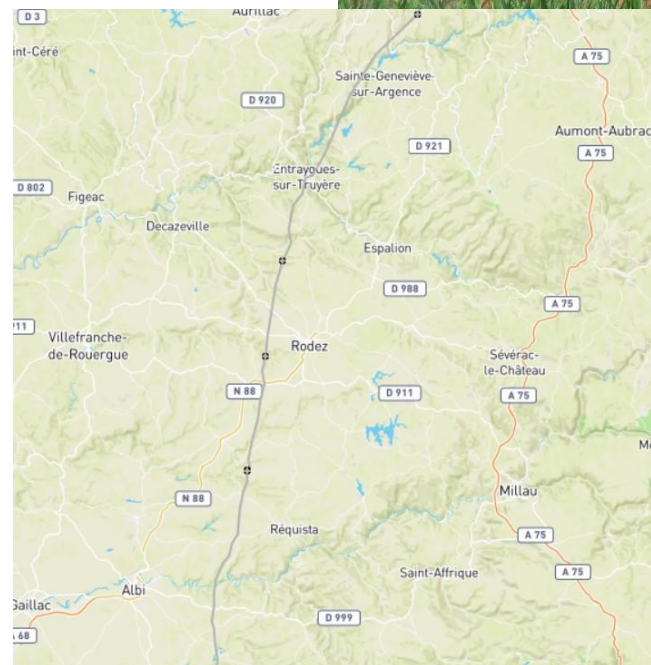 D 3
Aurillac
int-Céré
A 75
Sainte-Geneviève
-sur-Argence
D 920
Aumont-Aubrac
D 921
A 75
Entraygues-
sur-Truyère
D 802
Figeac
Decazeville
Espalion
D 988
A 75
911
Villefranche-
de-Rouergue
Rodez
Sévérac-
le-Château
N 88
D 911
A 75
M
Millau
N 88
Réquista
A 75
Saint-Affrique
A 75
Albi
Gaillac
D 999
A 68